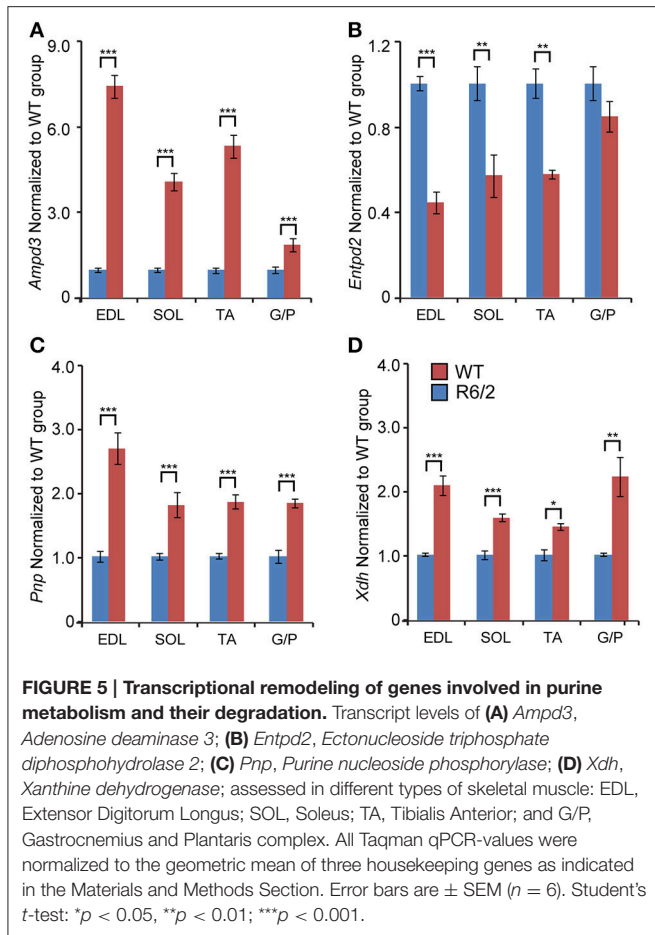 A
Ampd3 Normalized to WT group
9.0
6.0
3.0
0
***
***
***
***
EDL
SOL
TA
G/P
B
Entpd2 Normalized to WT group
1.2
0.8
0.4
0
***
**
**
EDL
SOL
TA
G/P
C
Pnp Normalized to WT group
4.0
3.0
2.0
1.0
0
***
***
***
***
EDL
SOL
TA
G/P
D
Xdh Normalized to WT group
4.0
3.0
2.0
1.0
0
WT
R6/2
***
***
*
**
EDL
SOL
TA
G/P
FIGURE 5 | Transcriptional remodeling of genes involved in purine
metabolism and their degradation. Transcript levels of (A) Ampd3,
Adenosine deaminase 3; (B) Entpd2, Ectonucleoside triphosphate
diphosphohydrolase 2; (C) Pnp, Purine nucleoside phosphorylase; (D) Xdh,
Xanthine dehydrogenase; assessed in different types of skeletal muscle: EDL,
Extensor Digitorum Longus; SOL, Soleus; TA, Tibialis Anterior; and G/P,
Gastrocnemius and Plantaris complex. All Taqman qPCR-values were
normalized to the geometric mean of three housekeeping genes as indicated
in the Materials and Methods Section. Error bars are ± SEM (n = 6). Student's
t-test: *p < 0.05, **p < 0.01; ***p < 0.001.